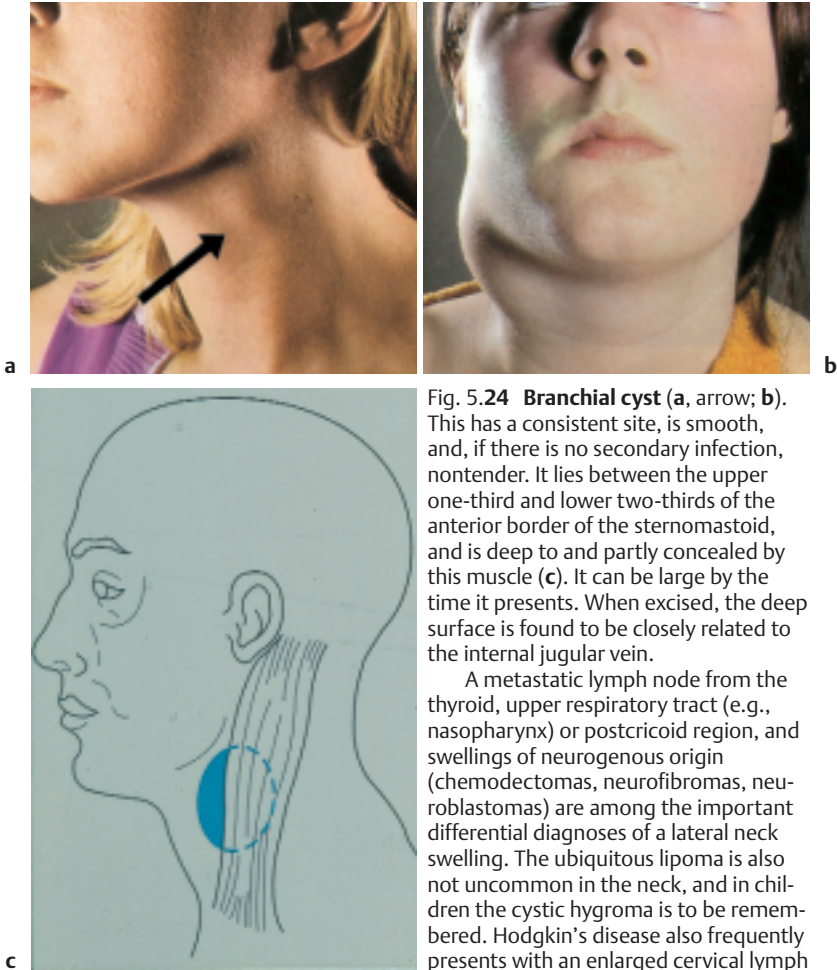 a
b
c
Fig. 5.24 Branchial cyst (a, arrow; b).
This has a consistent site, is smooth,
and, if there is no secondary infection,
nontender. It lies between the upper
one-third and lower two-thirds of the
anterior border of the sternomastoid,
and is deep to and partly concealed by
this muscle (c). It can be large by the
time it presents. When excised, the deep
surface is found to be closely related to
the internal jugular vein.
A metastatic lymph node from the
thyroid, upper respiratory tract (e.g.,
nasopharynx) or postcricoid region, and
swellings of neurogenous origin
(chemodectomas, neurofibromas, neu-
roblastomas) are among the important
differential diagnoses of a lateral neck
swelling. The ubiquitous lipoma is also
not uncommon in the neck, and in chil-
dren the cystic hygroma is to be remem-
bered. Hodgkin's disease also frequently
presents with an enlarged cervical lymph